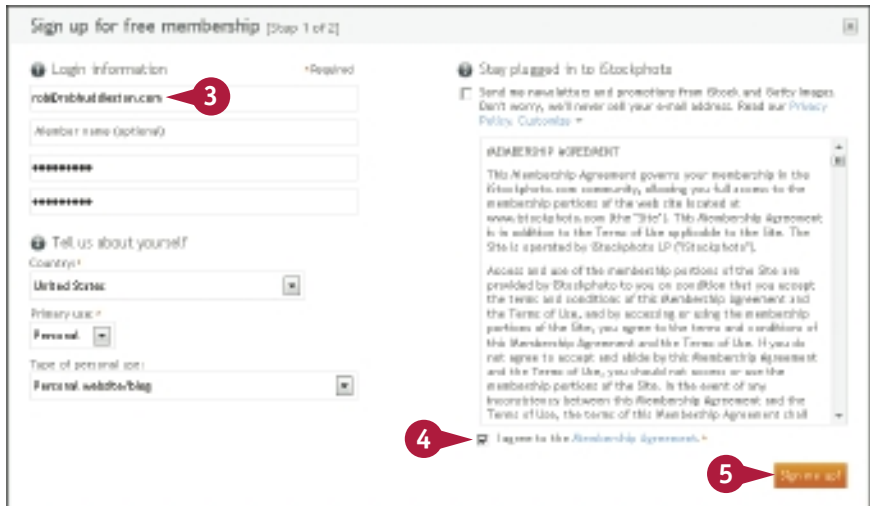 Sign up for free membership [Step 1 of 2]
Login information
*Required
rob@robhuddleston.com
3
Member name (optional)
Tell us about yourself
Country:*
United States
Primary use:*
Personal
Type of personal use:
Personal website/blog
Stay plugged in to iStockphoto
Send me newsletters and promotions from iStock and Getty Images.
Don't worry, we'll never sell your e-mail address. Read our Privacy
Policy. Customize
MEMBERSHIP AGREEMENT
This Membership Agreement governs your membership in the
iStockphoto.com community, allowing you full access to the
membership portions of the web site located at
www.istockphoto.com (the "Site"). This Membership Agreement
is in addition to the Terms of Use applicable to the Site. The
Site is operated by iStockphoto LP ("iStockphoto").
Access and use of the membership portions of the Site are
provided by iStockphoto to you on condition that you accept
the terms and conditions of this Membership Agreement and
the Terms of Use, and by accessing or using the membership
portions of the Site, you agree to the terms and conditions of
this Membership Agreement and the Terms of Use. If you do
not agree to accept and abide by this Membership Agreement
and the Terms of Use, you should not access or use the
membership portions of the Site. In the event of any
inconsistency between this Membership Agreement and the
Terms of Use, the terms of this Membership Agreement shall
4
I agree to the Membership Agreement.*
5
Sign me up!